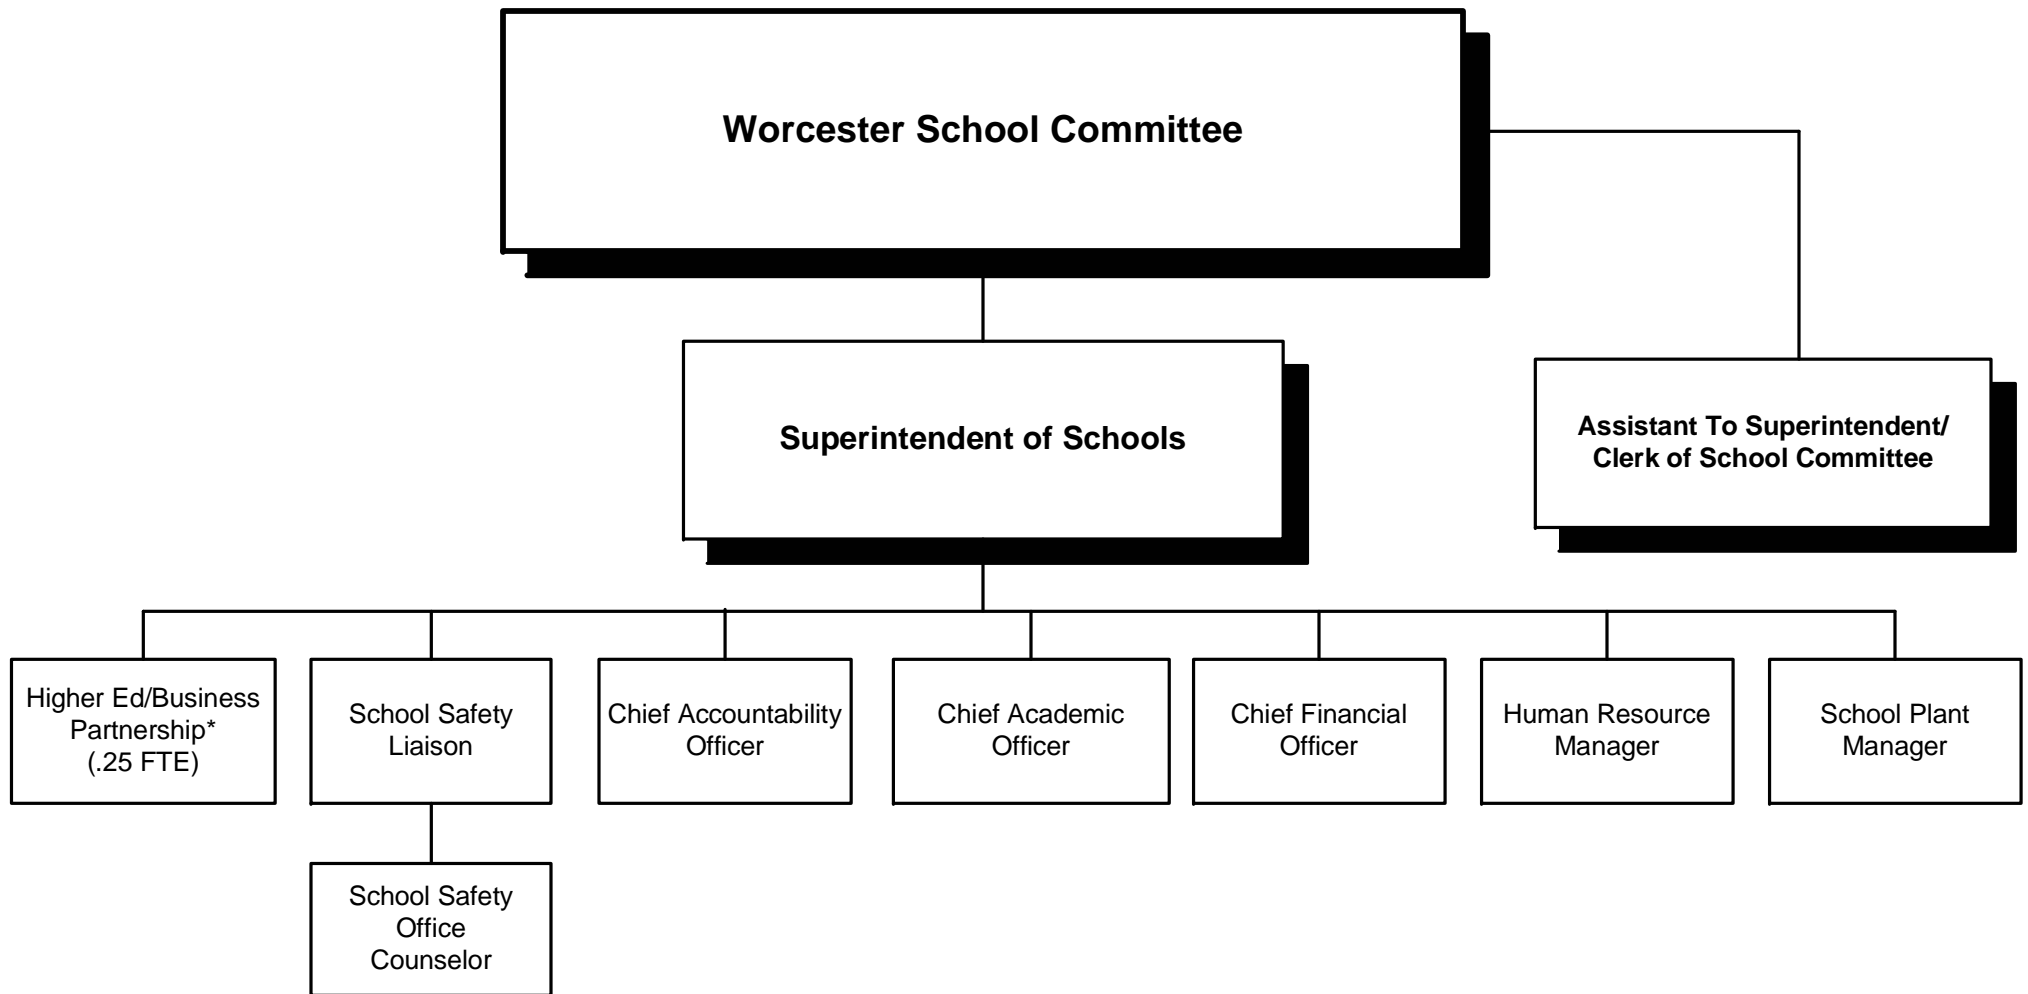 Worcester School Committee
Superintendent of Schools
Assistant To Superintendent/
Clerk of School Committee
Higher Ed/Business
Partnership*
(.25 FTE)
School Safety
Liaison
Chief Accountability
Officer
Chief Academic
Officer
Chief Financial
Officer
Human Resource
Manager
School Plant
Manager
School Safety
Office
Counselor